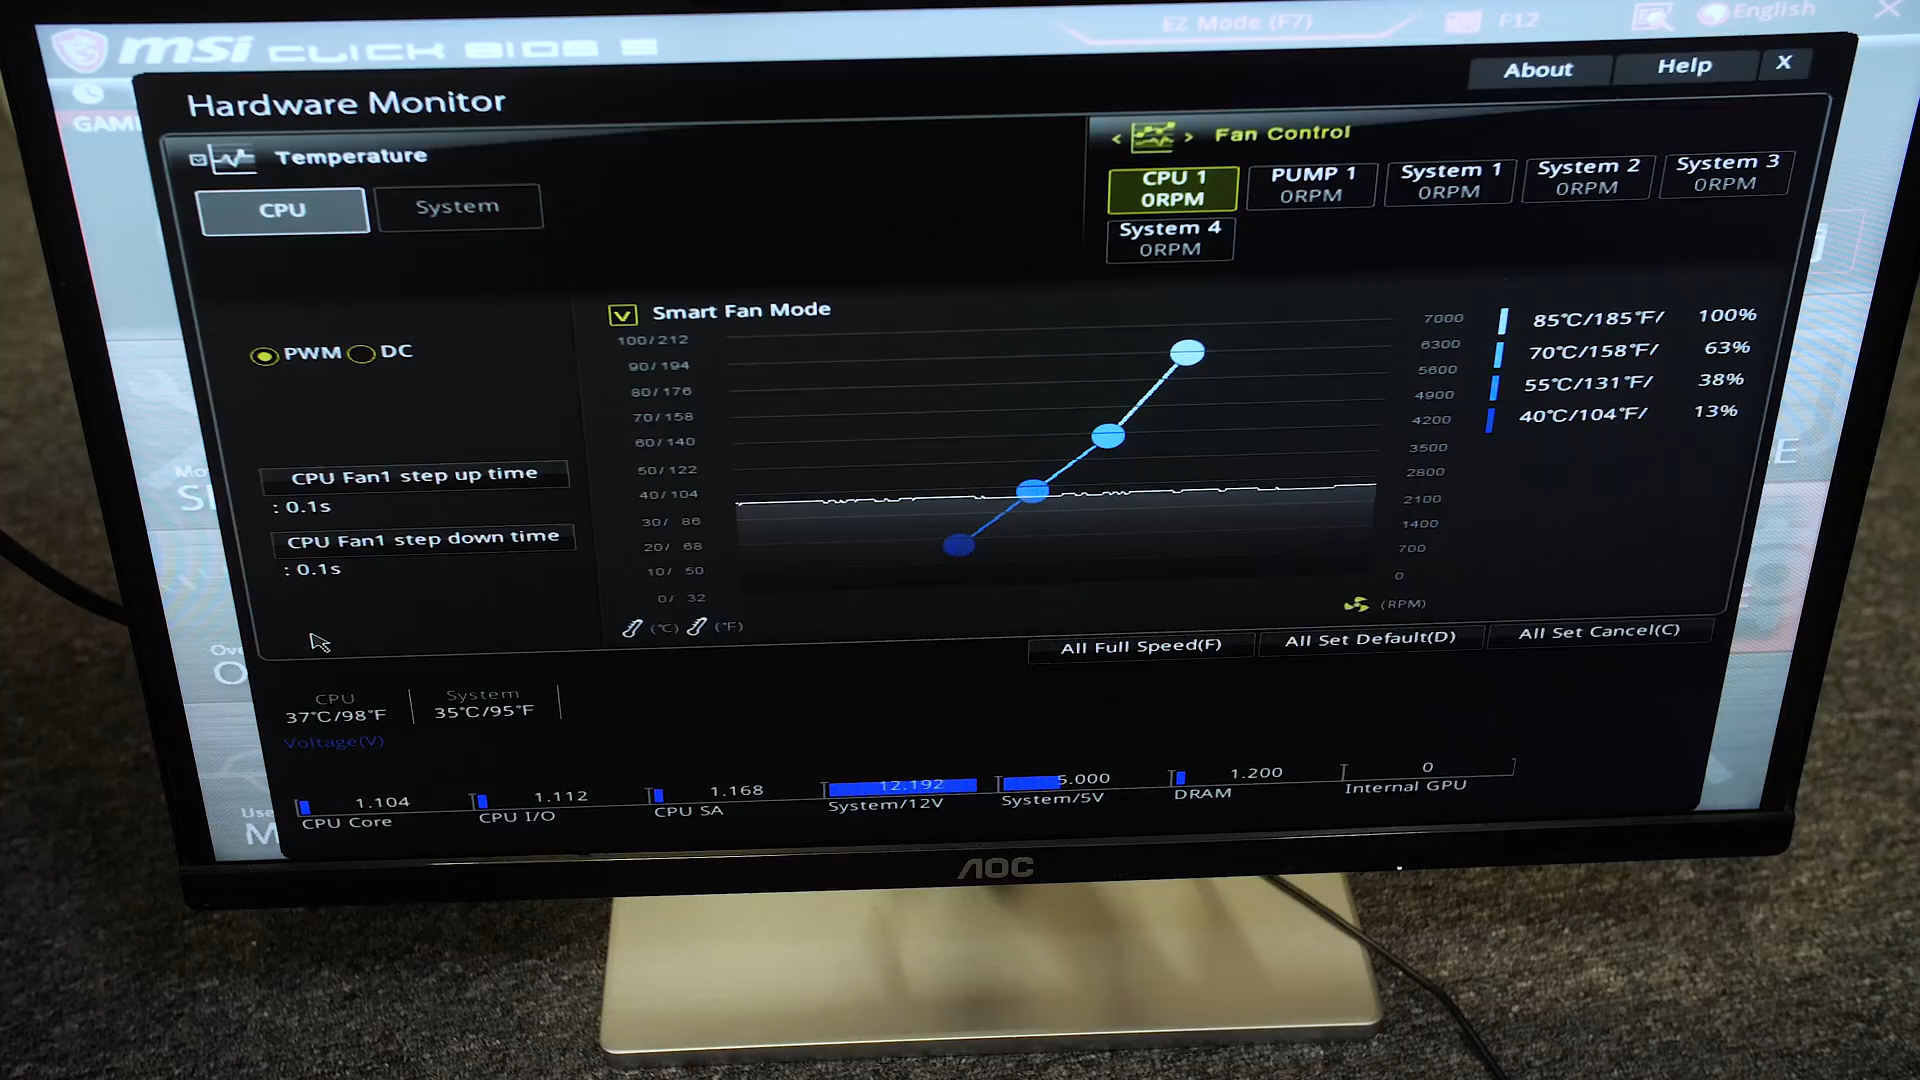 msi CLICK BIOS 5
EZ Mode (F7)
F12
English
X
GAMI
Hardware Monitor
About
Help
X
Temperature
CPU
System
Fan Control
CPU 1
0RPM
PUMP 1
0RPM
System 1
0RPM
System 2
0RPM
System 3
0RPM
System 4
0RPM
PWM
DC
CPU Fan1 step up time
: 0.1s
CPU Fan1 step down time
: 0.1s
V Smart Fan Mode
100/212
90/194
80/176
70/158
60/140
50/122
40/104
30/ 86
20/ 68
10/ 50
0/ 32
(℃)
(℉)
7000
6300
5600
4900
4200
3500
2800
2100
1400
700
0
(RPM)
85℃/185℉/ 100%
70℃/158℉/ 63%
55℃/131℉/ 38%
40℃/104℉/ 13%
All Full Speed(F)
All Set Default(D)
All Set Cancel(C)
CPU
37℃/98℉
System
35℃/95℉
Voltage(V)
1.104
CPU Core
1.112
CPU I/O
1.168
CPU SA
12.192
System/12V
5.000
System/5V
1.200
DRAM
0
Internal GPU
Mo
S
Ove
O
Use
M
E
AOC